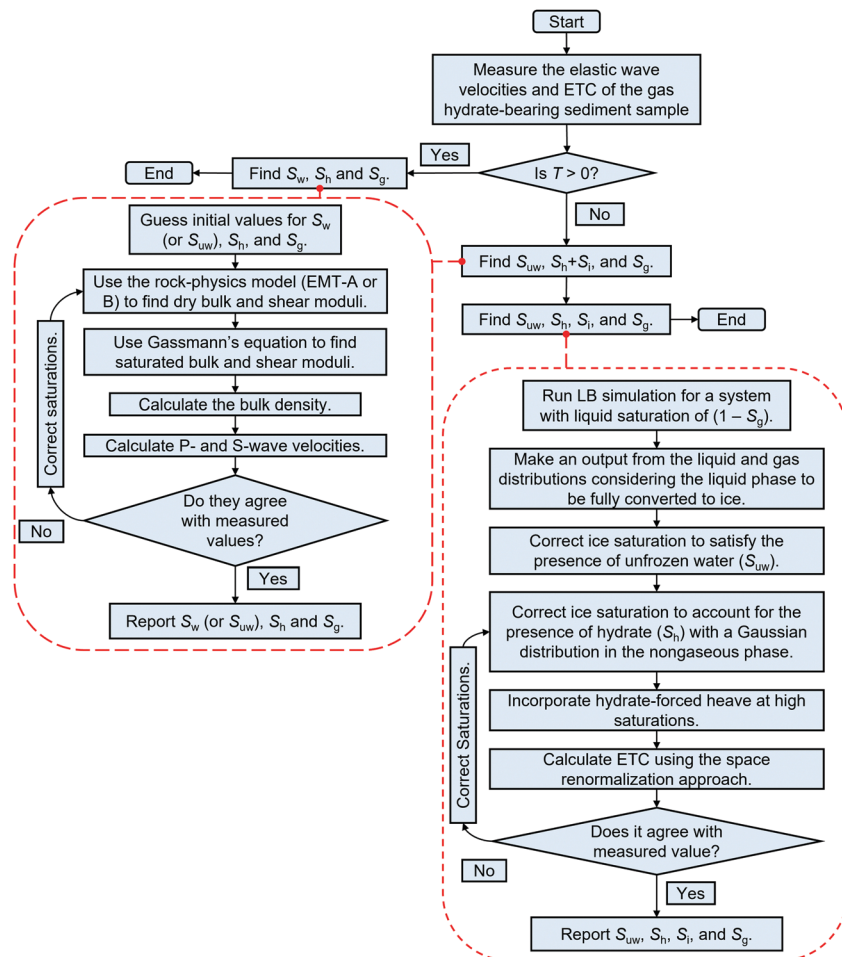 Start
Measure the elastic wave
velocities and ETC of the gas
hydrate-bearing sediment sample
Is T > 0?
Yes
Find Sw, Sh and Sg.
End
No
Find Suw, Sh+Si, and Sg.
Find Suw, Sh, Si, and Sg.
End
Guess initial values for Sw
(or Suw), Sh, and Sg.
Use the rock-physics model (EMT-A or
B) to find dry bulk and shear moduli.
Use Gassmann's equation to find
saturated bulk and shear moduli.
Calculate the bulk density.
Calculate P- and S-wave velocities.
Do they agree
with measured
values?
No
Correct saturations.
Yes
Report Sw (or Suw), Sh and Sg.
Run LB simulation for a system
with liquid saturation of (1 – Sg).
Make an output from the liquid and gas
distributions considering the liquid phase to
be fully converted to ice.
Correct ice saturation to satisfy the
presence of unfrozen water (Suw).
Correct ice saturation to account for the
presence of hydrate (Sh) with a Gaussian
distribution in the nongaseous phase.
Incorporate hydrate-forced heave at high
saturations.
Calculate ETC using the space
renormalization approach.
Does it agree with
measured value?
No
Correct Saturations.
Yes
Report Suw, Sh, Si, and Sg.